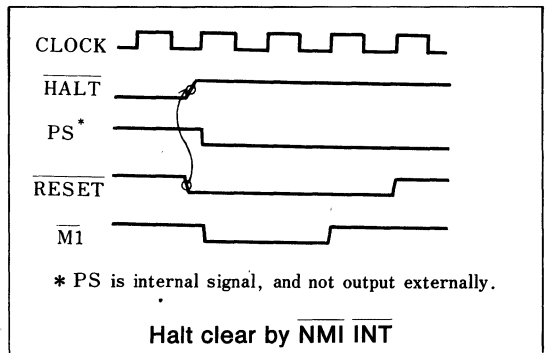 CLOCK
HALT
PS*
RESET
M1
* PS is internal signal, and not output externally.
Halt clear by NMI INT